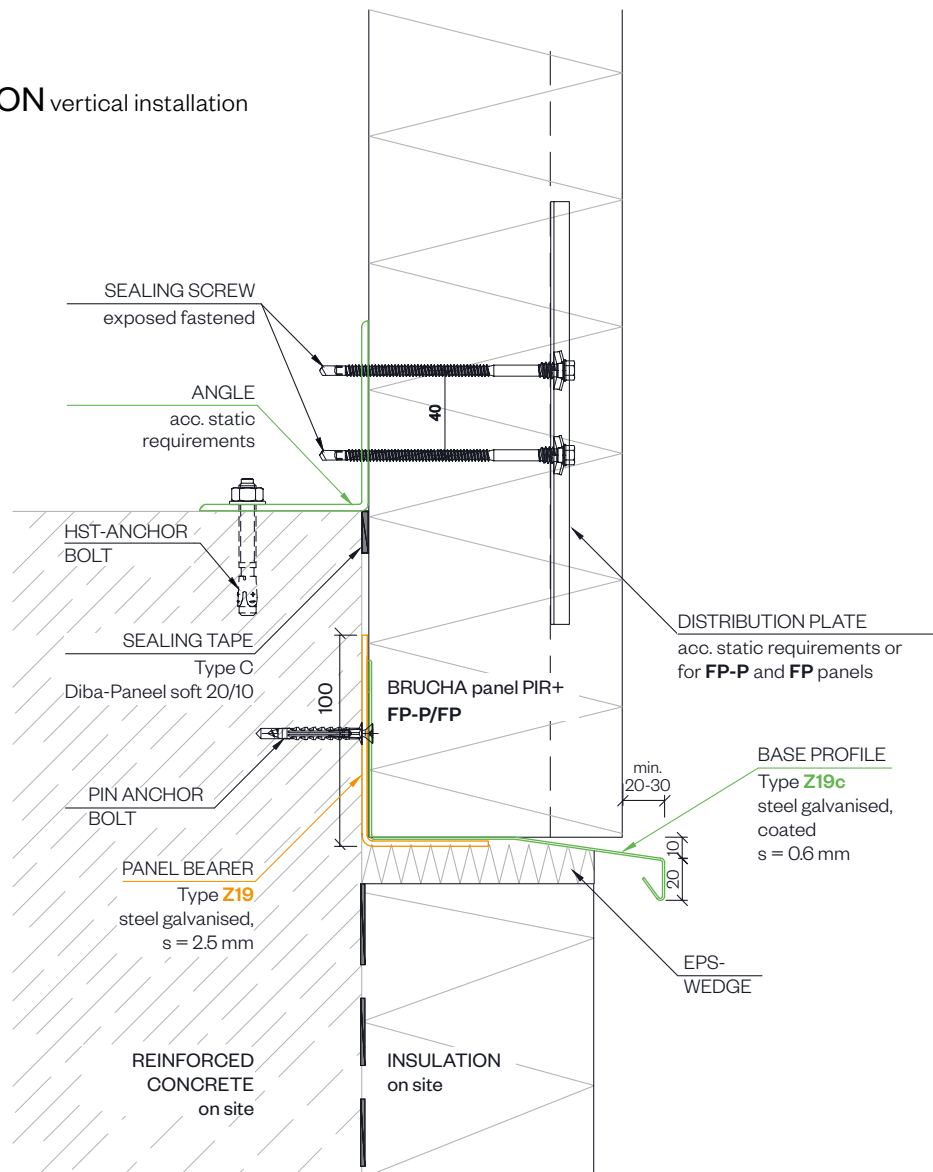 ON vertical installation
SEALING SCREW
exposed fastened
ANGLE
acc. static
requirements
40
HST-ANCHOR
BOLT
SEALING TAPE
Type C
Diba-Paneel soft 20/10
DISTRIBUTION PLATE
acc. static requirements or
for FP-P and FP panels
100
BRUCHA panel PIR+
FP-P/FP
PIN ANCHOR
BOLT
min.
20-30
BASE PROFILE
Type Z19c
steel galvanised,
coated
s = 0.6 mm
10
20
PANEL BEARER
Type Z19
steel galvanised,
s = 2.5 mm
EPS-
WEDGE
REINFORCED
CONCRETE
on site
INSULATION
on site